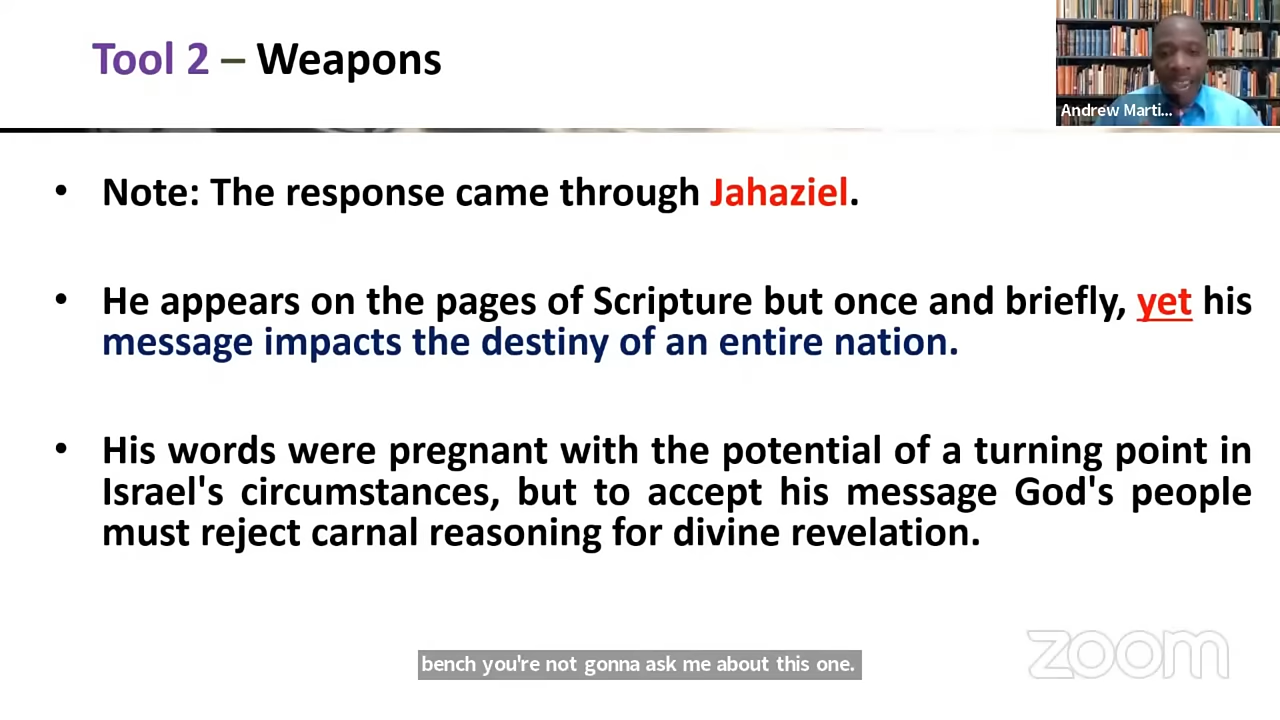 Tool 2 – Weapons
Andrew Marti...
• Note: The response came through Jahaziel.
• He appears on the pages of Scripture but once and briefly, yet his
message impacts the destiny of an entire nation.
• His words were pregnant with the potential of a turning point in
Israel's circumstances, but to accept his message God's people
must reject carnal reasoning for divine revelation.
zoom
bench you're not gonna ask me about this one.